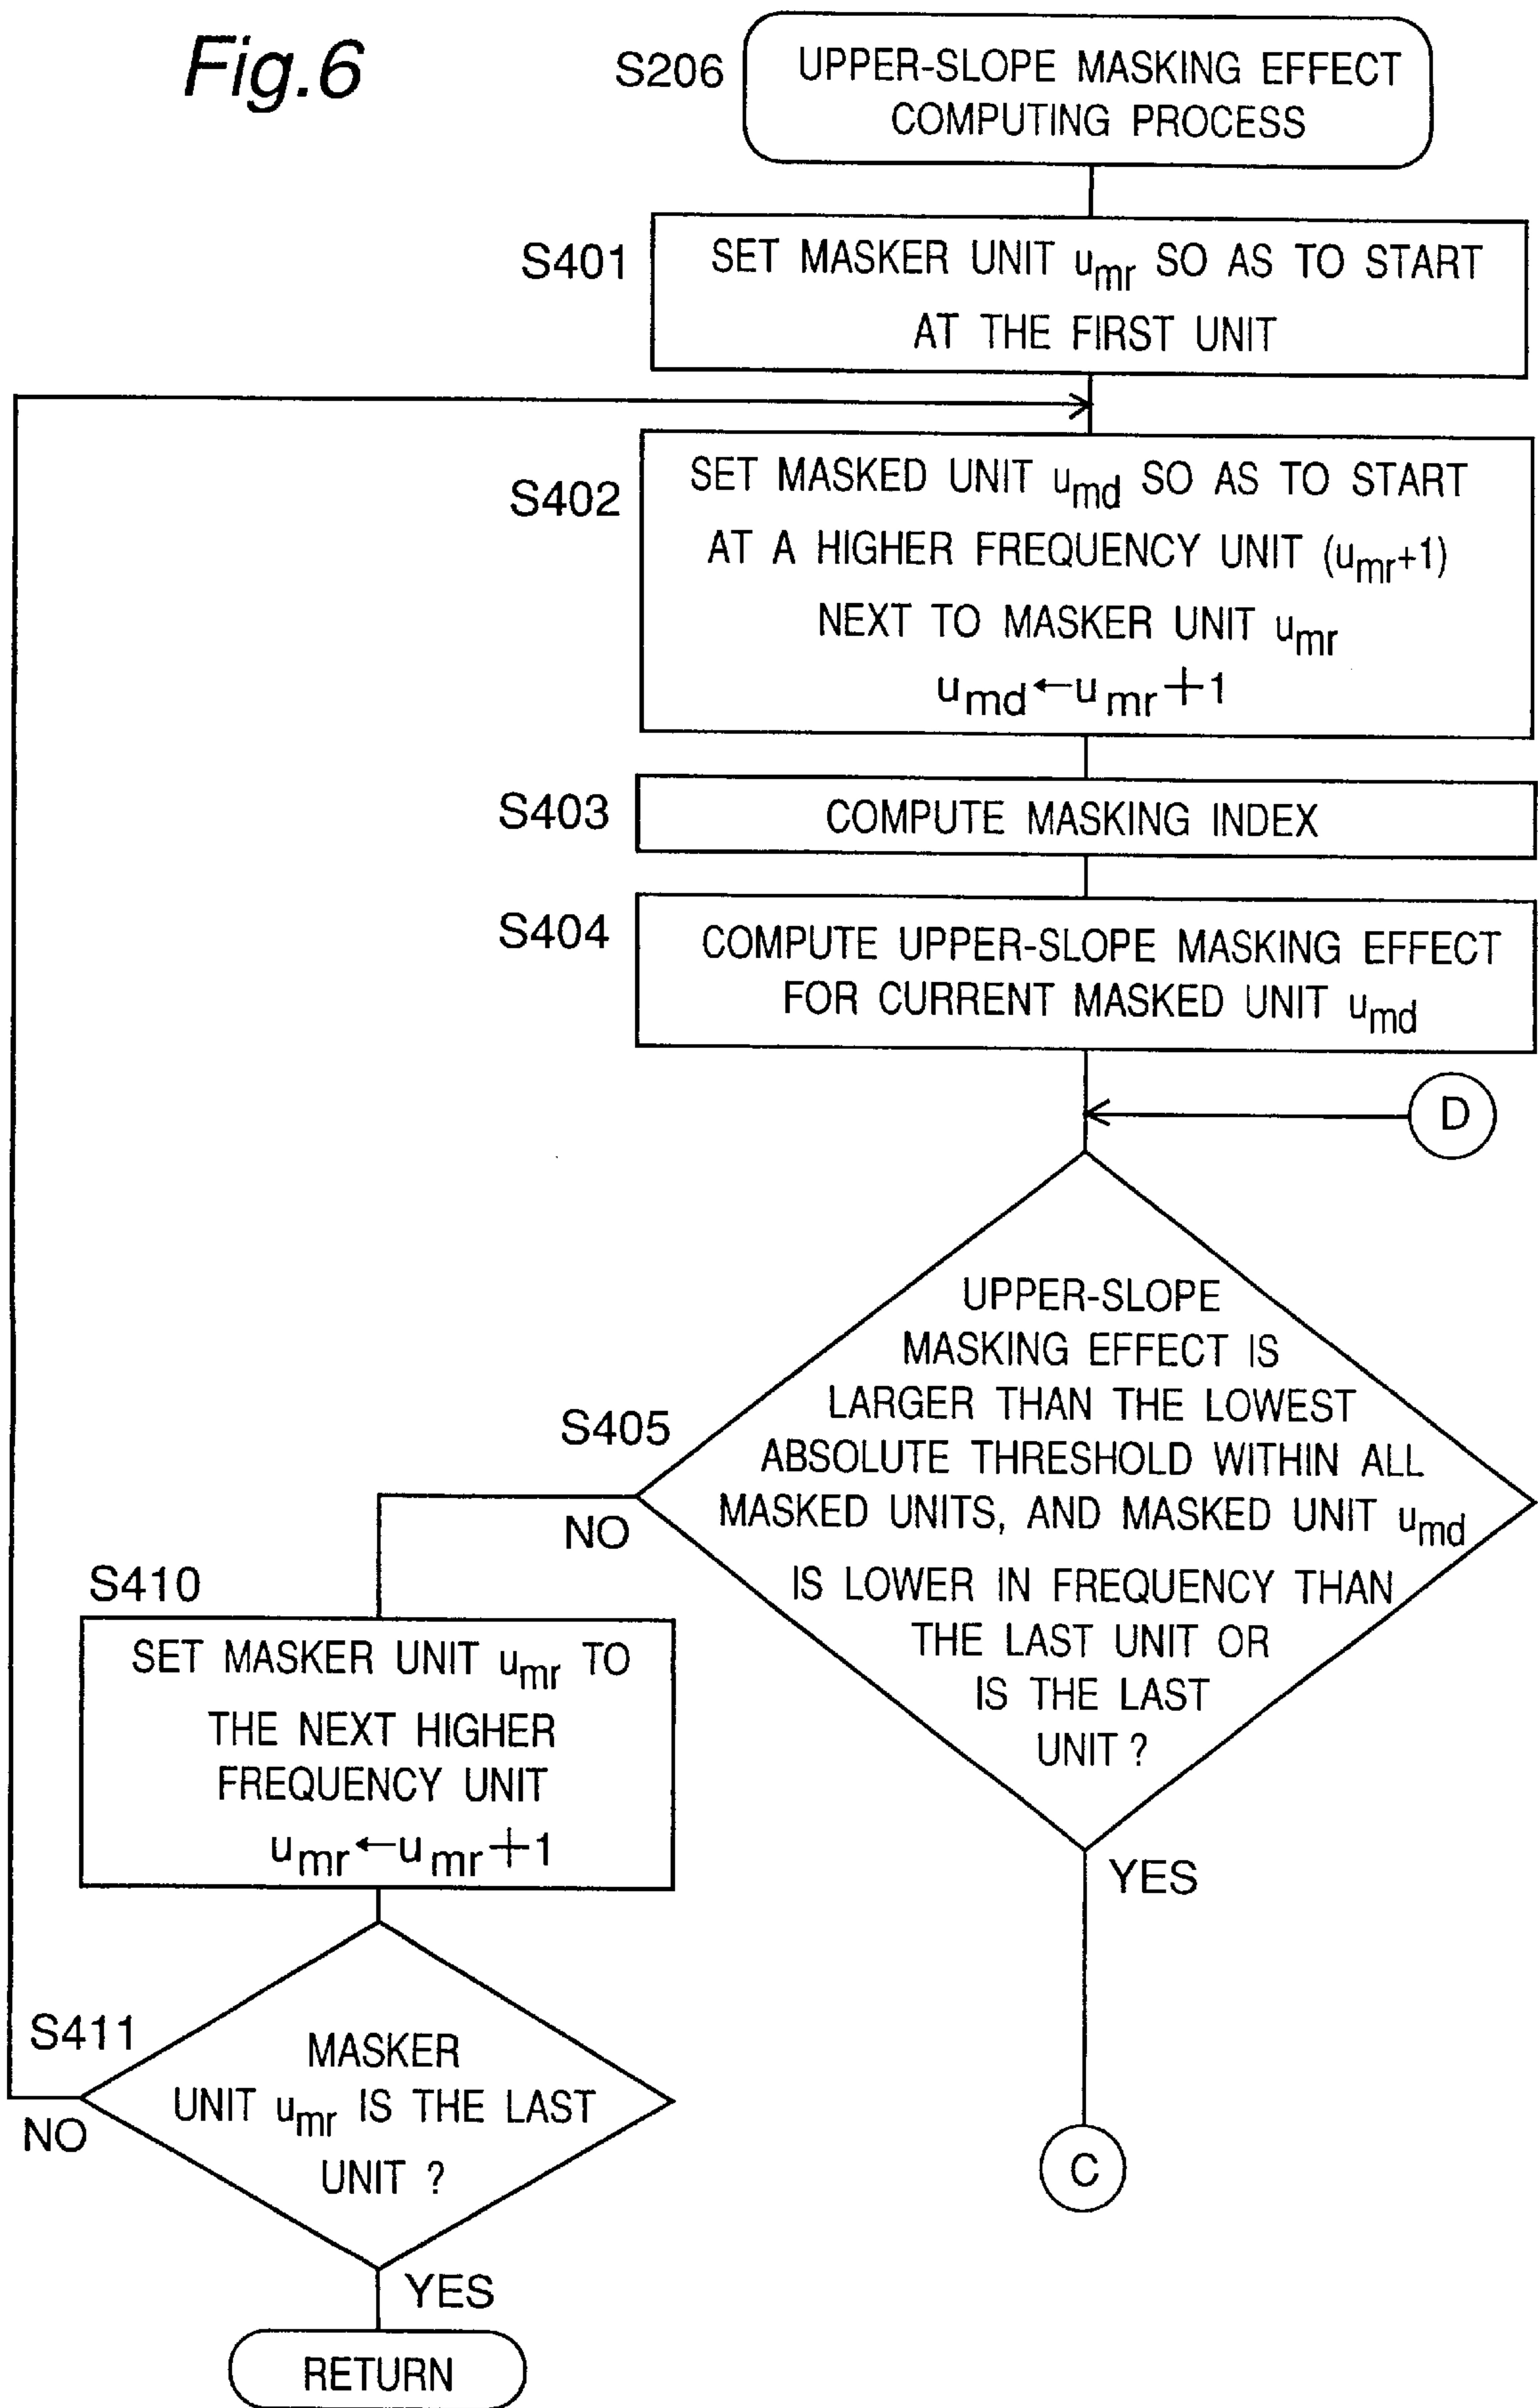 Fig.6
S206
UPPER-SLOPE MASKING EFFECT
COMPUTING PROCESS
S401
SET MASKER UNIT umr SO AS TO START
AT THE FIRST UNIT
S402
SET MASKED UNIT umd SO AS TO START
AT A HIGHER FREQUENCY UNIT (umr+1)
NEXT TO MASKER UNIT umr
umd←umr+1
S403
COMPUTE MASKING INDEX
S404
COMPUTE UPPER-SLOPE MASKING EFFECT
FOR CURRENT MASKED UNIT umd
D
S405
UPPER-SLOPE
MASKING EFFECT IS
LARGER THAN THE LOWEST
ABSOLUTE THRESHOLD WITHIN ALL
MASKED UNITS, AND MASKED UNIT umd
IS LOWER IN FREQUENCY THAN
THE LAST UNIT OR
IS THE LAST
UNIT ?
NO
YES
C
S410
SET MASKER UNIT umr TO
THE NEXT HIGHER
FREQUENCY UNIT
umr←umr+1
S411
MASKER
UNIT umr IS THE LAST
UNIT ?
NO
YES
RETURN